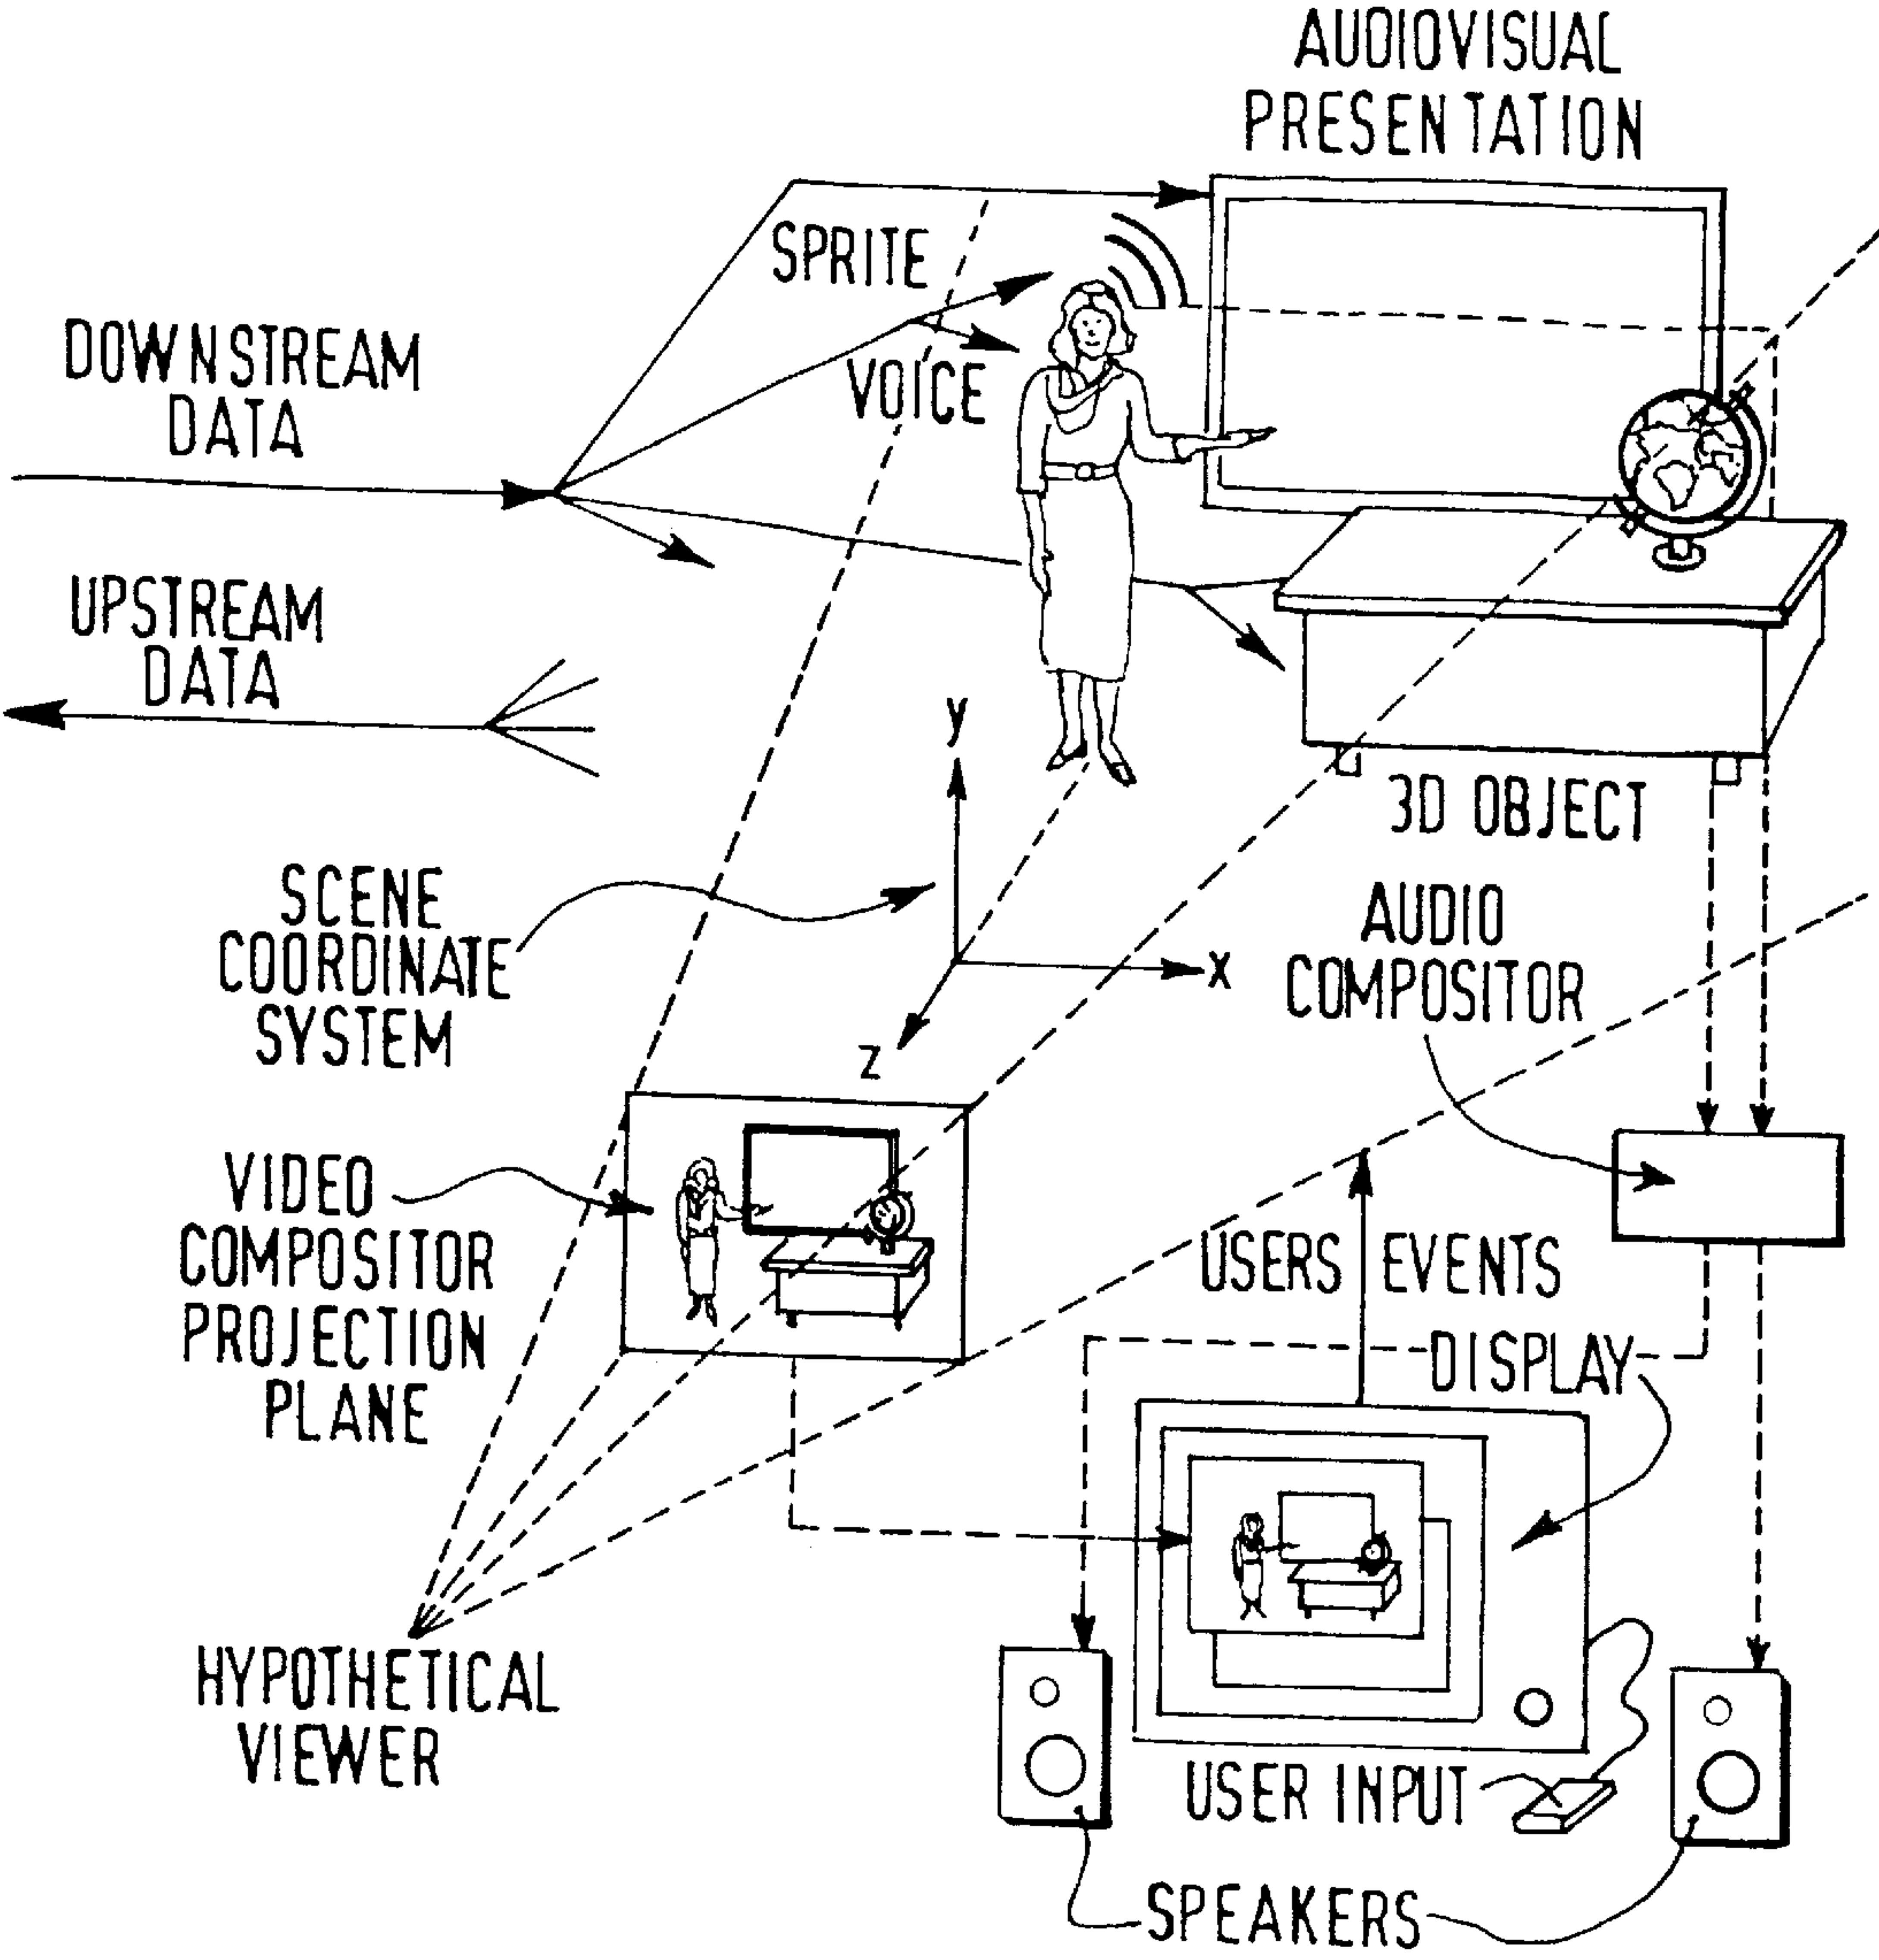 AUDIOVISUAL
PRESENTATION
SPRITE
VOICE
DOWNSTREAM
DATA
UPSTREAM
DATA
y
x
z
3D OBJECT
SCENE
COORDINATE
SYSTEM
AUDIO
COMPOSITOR
VIDEO
COMPOSITOR
PROJECTION
PLANE
USERS EVENTS
DISPLAY
HYPOTHETICAL
VIEWER
USER INPUT
SPEAKERS